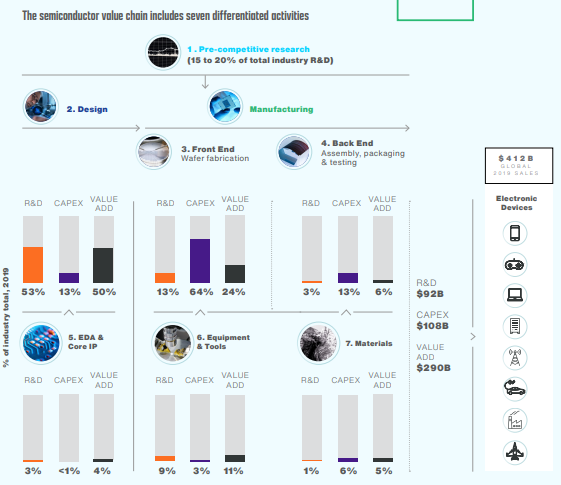 The semiconductor value chain includes seven differentiated activities
1 . Pre-competitive research
(15 to 20% of total industry R&D)
2. Design
Manufacturing
3. Front End
Wafer fabrication
4. Back End
Assembly, packaging
& testing
$412B
GLOBAL
2019 SALES
Electronic
Devices
% of industry total, 2019
R&D CAPEX VALUE
ADD
53% 13% 50%
R&D CAPEX VALUE
ADD
13% 64% 24%
R&D CAPEX VALUE
ADD
3% 13% 6%
R&D
$92B
CAPEX
$108B
VALUE
ADD
$290B
5. EDA &
Core IP
6. Equipment
& Tools
7. Materials
R&D CAPEX VALUE
ADD
3% <1% 4%
R&D CAPEX VALUE
ADD
9% 3% 11%
R&D CAPEX VALUE
ADD
1% 6% 5%